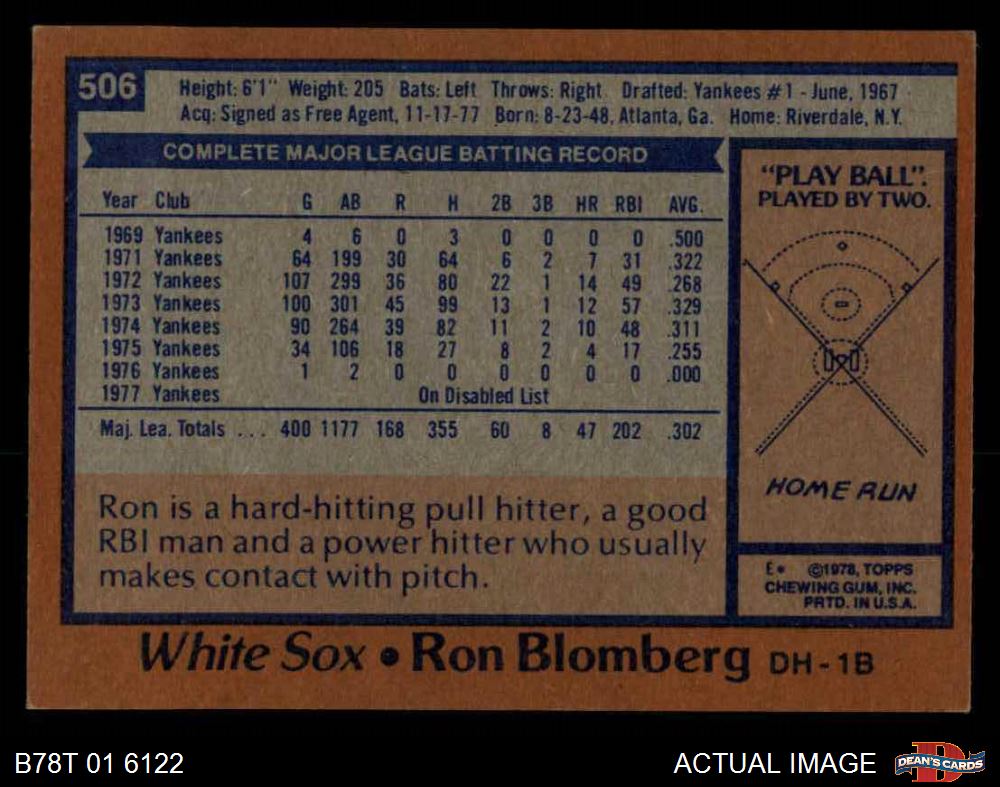 506
Height: 6'1" Weight: 205 Bats: Left Throws: Right Drafted: Yankees #1 - June, 1967
Acq: Signed as Free Agent, 11-17-77 Born: 8-23-48, Atlanta, Ga. Home: Riverdale, N.Y.
COMPLETE MAJOR LEAGUE BATTING RECORD
Year Club G AB R H 2B 3B HR RBI AVG.
1969 Yankees 4 6 0 3 0 0 0 0 .500
1971 Yankees 64 199 30 64 6 2 7 31 .322
1972 Yankees 107 299 36 80 22 1 14 49 .268
1973 Yankees 100 301 45 99 13 1 12 57 .329
1974 Yankees 90 264 39 82 11 2 10 48 .311
1975 Yankees 34 106 18 27 8 2 4 17 .255
1976 Yankees 1 2 0 0 0 0 0 0 .000
1977 Yankees On Disabled List
Maj. Lea. Totals ... 400 1177 168 355 60 8 47 202 .302
Ron is a hard-hitting pull hitter, a good
RBI man and a power hitter who usually
makes contact with pitch.
"PLAY BALL".
PLAYED BY TWO.
HOME RUN
E* ©1978, TOPPS
CHEWING GUM, INC.
PRTD. IN U.S.A.
White Sox • Ron Blomberg DH - 1B
B78T 01 6122
ACTUAL IMAGE
D
DEAN'S CARDS